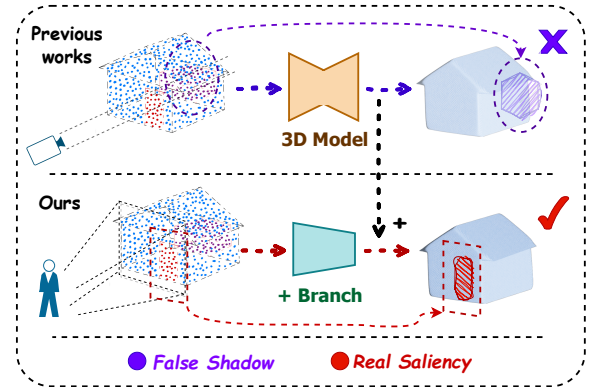 Previous
works
3D Model
Ours
+
+ Branch
False Shadow
Real Saliency